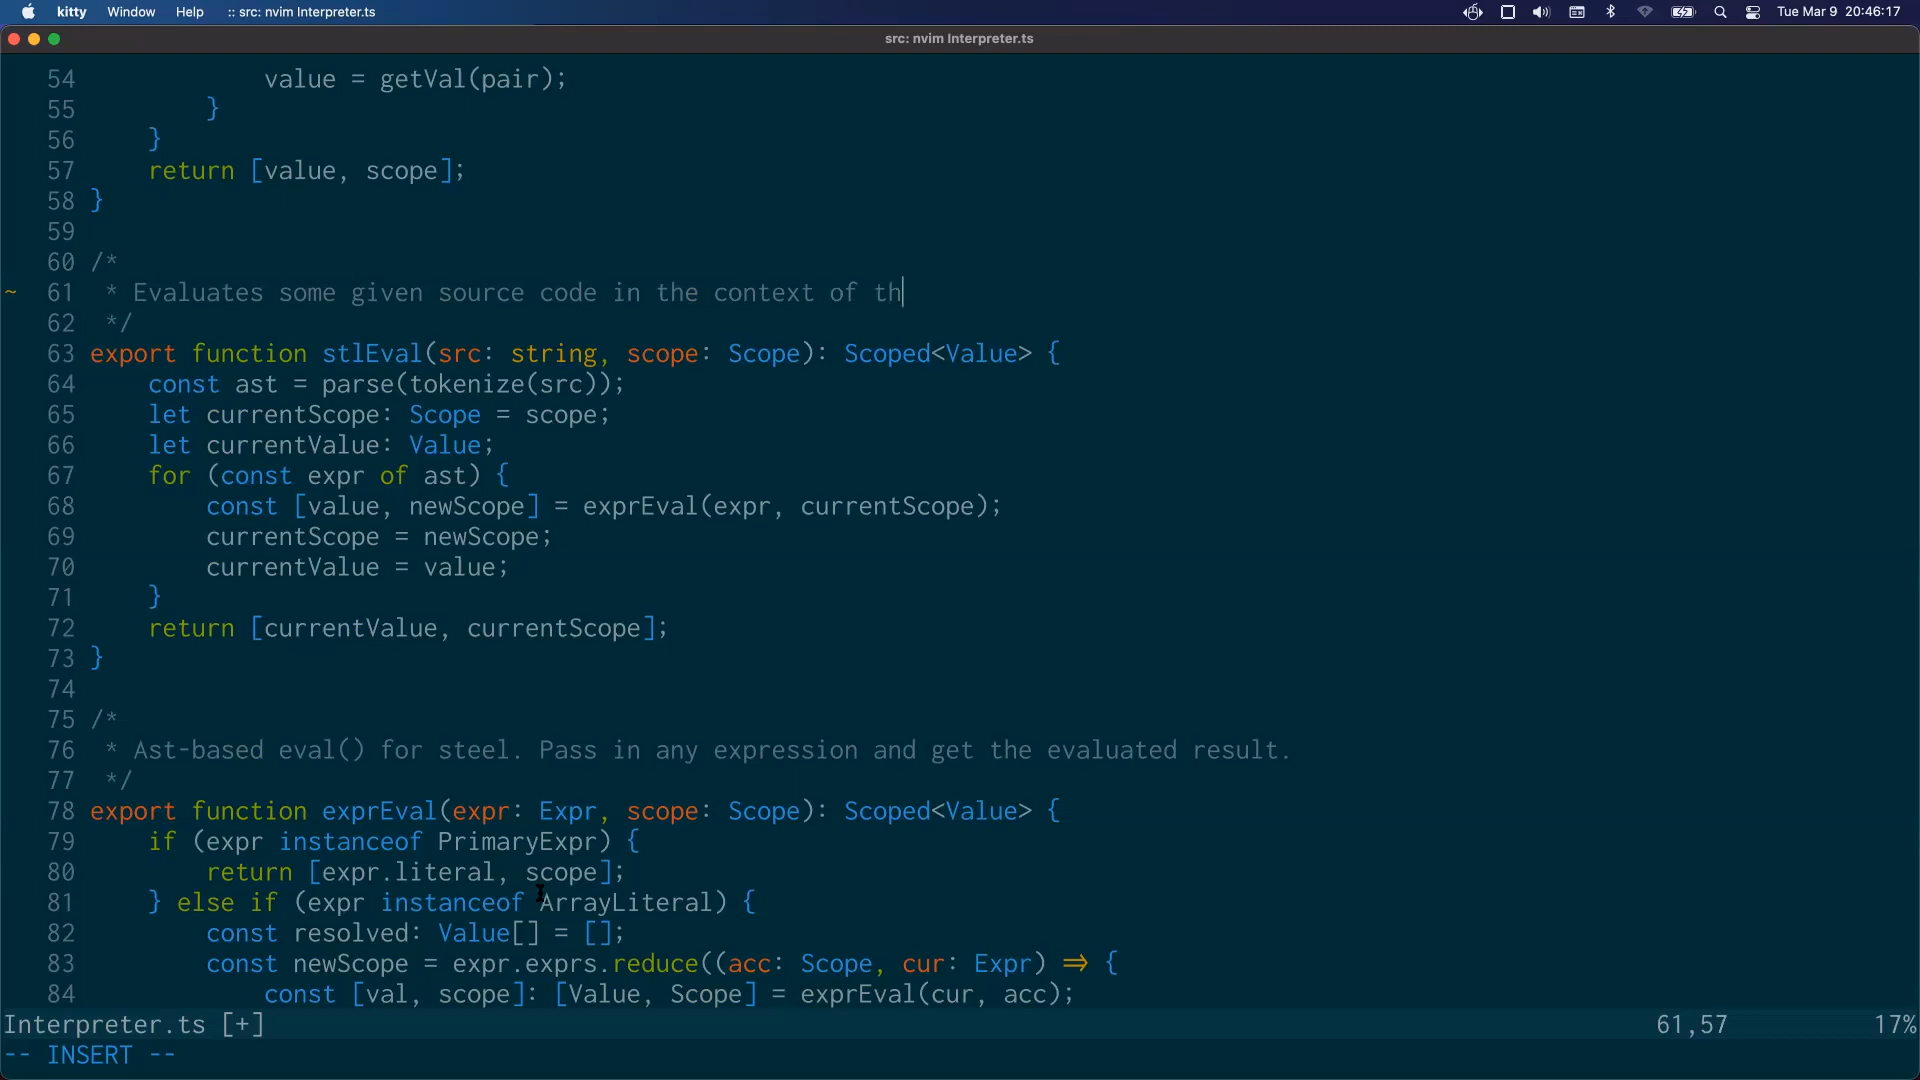 kitty Window Help :: src: nvim Interpreter.ts Tue Mar 9 20:46:17
src: nvim Interpreter.ts
54 value = getVal(pair);
55 }
56 }
57 return [value, scope];
58 }
59
60 /*
~ 61 * Evaluates some given source code in the context of th
62 */
63 export function stlEval(src: string, scope: Scope): Scoped<Value> {
64 const ast = parse(tokenize(src));
65 let currentScope: Scope = scope;
66 let currentValue: Value;
67 for (const expr of ast) {
68 const [value, newScope] = exprEval(expr, currentScope);
69 currentScope = newScope;
70 currentValue = value;
71 }
72 return [currentValue, currentScope];
73 }
74
75 /*
76 * Ast-based eval() for steel. Pass in any expression and get the evaluated result.
77 */
78 export function exprEval(expr: Expr, scope: Scope): Scoped<Value> {
79 if (expr instanceof PrimaryExpr) {
80 return [expr.literal, scope];
81 } else if (expr instanceof ArrayLiteral) {
82 const resolved: Value[] = [];
83 const newScope = expr.exprs.reduce((acc: Scope, cur: Expr) ⇒ {
84 const [val, scope]: [Value, Scope] = exprEval(cur, acc);
Interpreter.ts [+] 61,57 17%
-- INSERT --